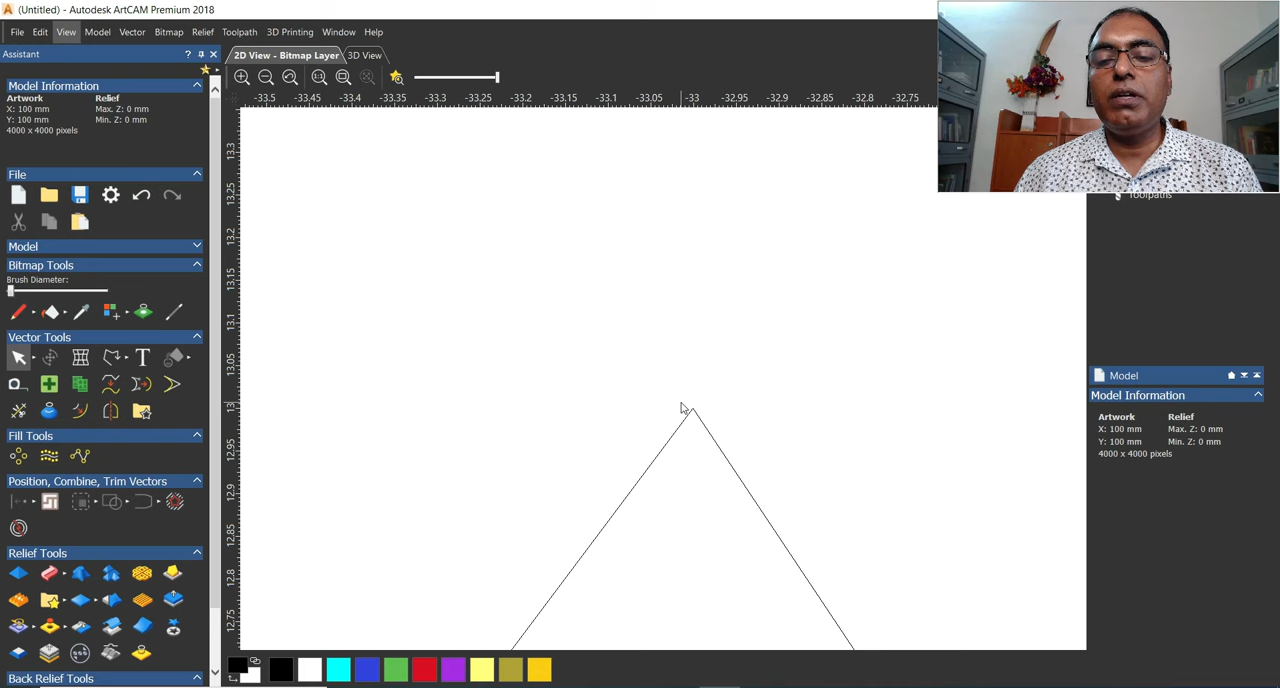 (Untitled) - Autodesk ArtCAM Premium 2018
File Edit View Model Vector Bitmap Relief Toolpath 3D Printing Window Help
Assistant
2D View - Bitmap Layer 3D View
Model Information
Artwork Relief
X: 100 mm Max. Z: 0 mm
Y: 100 mm Min. Z: 0 mm
4000 x 4000 pixels
File
Model
Bitmap Tools
Brush Diameter:
Vector Tools
Fill Tools
Position, Combine, Trim Vectors
Relief Tools
Back Relief Tools
-33.5 -33.45 -33.4 -33.35 -33.3 -33.25 -33.2 -33.15 -33.1 -33.05 -33 -32.95 -32.9 -32.85 -32.8 -32.75
13.3
13.25
13.2
13.15
13.1
13.05
13
12.95
12.9
12.85
12.8
12.75
Toolpaths
Model
Model Information
Artwork Relief
X: 100 mm Max. Z: 0 mm
Y: 100 mm Min. Z: 0 mm
4000 x 4000 pixels